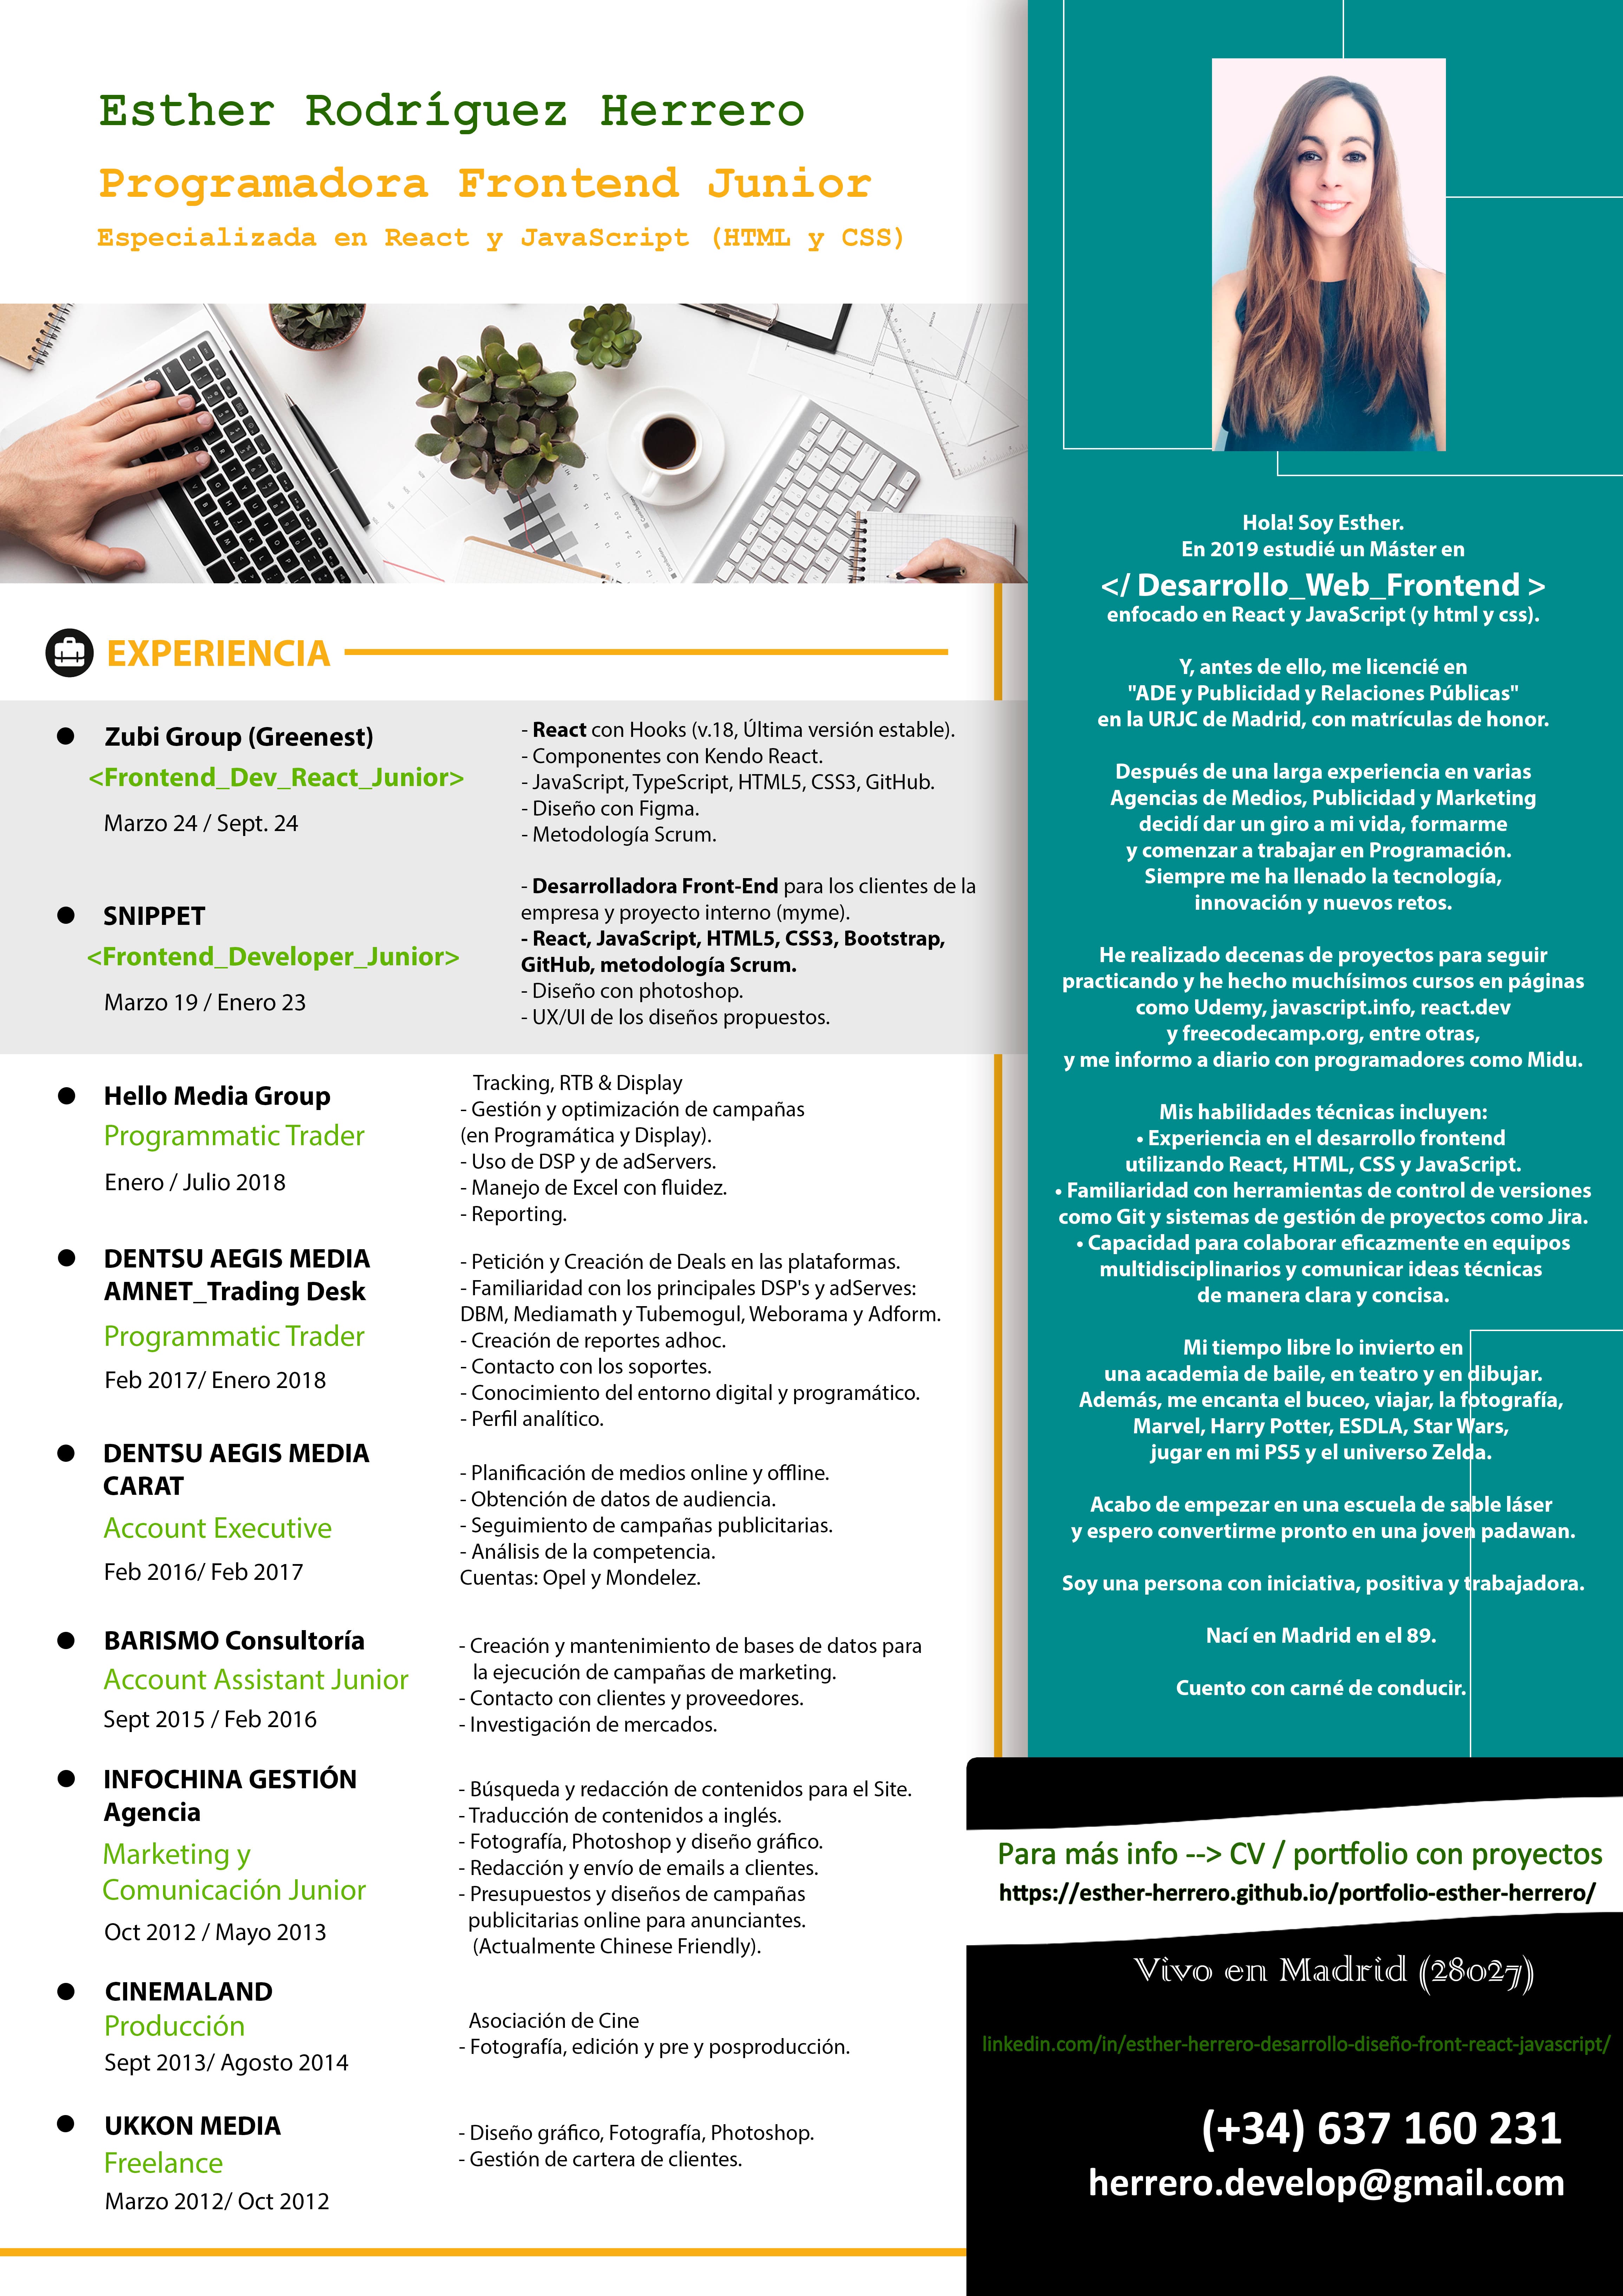 Esther Rodríguez Herrero
Programadora Frontend Junior
Especializada en React y JavaScript (HTML y CSS)
EXPERIENCIA
Zubi Group (Greenest)
<Frontend_Dev_React_Junior>
Marzo 24 / Sept. 24
- React con Hooks (v.18, Última versión estable).
- Componentes con Kendo React.
- JavaScript, TypeScript, HTML5, CSS3, GitHub.
- Diseño con Figma.
- Metodología Scrum.
SNIPPET
<Frontend_Developer_Junior>
Marzo 19 / Enero 23
- Desarrolladora Front-End para los clientes de la
empresa y proyecto interno (myme).
- React, JavaScript, HTML5, CSS3, Bootstrap,
GitHub, metodología Scrum.
- Diseño con photoshop.
- UX/UI de los diseños propuestos.
Hello Media Group
Programmatic Trader
Enero / Julio 2018
Tracking, RTB & Display
- Gestión y optimización de campañas
(en Programática y Display).
- Uso de DSP y de adServers.
- Manejo de Excel con fluidez.
- Reporting.
DENTSU AEGIS MEDIA
AMNET_Trading Desk
Programmatic Trader
Feb 2017/ Enero 2018
- Petición y Creación de Deals en las plataformas.
- Familiaridad con los principales DSP's y adServes:
DBM, Mediamath y Tubemogul, Weborama y Adform.
- Creación de reportes adhoc.
- Contacto con los soportes.
- Conocimiento del entorno digital y programático.
- Perfil analítico.
DENTSU AEGIS MEDIA
CARAT
Account Executive
Feb 2016/ Feb 2017
- Planificación de medios online y offline.
- Obtención de datos de audiencia.
- Seguimiento de campañas publicitarias.
- Análisis de la competencia.
Cuentas: Opel y Mondelez.
BARISMO Consultoría
Account Assistant Junior
Sept 2015 / Feb 2016
- Creación y mantenimiento de bases de datos para
la ejecución de campañas de marketing.
- Contacto con clientes y proveedores.
- Investigación de mercados.
INFOCHINA GESTIÓN
Agencia
Marketing y
Comunicación Junior
Oct 2012 / Mayo 2013
- Búsqueda y redacción de contenidos para el Site.
- Traducción de contenidos a inglés.
- Fotografía, Photoshop y diseño gráfico.
- Redacción y envío de emails a clientes.
- Presupuestos y diseños de campañas
publicitarias online para anunciantes.
(Actualmente Chinese Friendly).
CINEMALAND
Producción
Sept 2013/ Agosto 2014
Asociación de Cine
- Fotografía, edición y pre y posproducción.
UKKON MEDIA
Freelance
Marzo 2012/ Oct 2012
- Diseño gráfico, Fotografía, Photoshop.
- Gestión de cartera de clientes.
Hola! Soy Esther.
En 2019 estudié un Máster en
</ Desarrollo_Web_Frontend >
enfocado en React y JavaScript (y html y css).
Y, antes de ello, me licencié en
"ADE y Publicidad y Relaciones Públicas"
en la URJC de Madrid, con matrículas de honor.
Después de una larga experiencia en varias
Agencias de Medios, Publicidad y Marketing
decidí dar un giro a mi vida, formarme
y comenzar a trabajar en Programación.
Siempre me ha llenado la tecnología,
innovación y nuevos retos.
He realizado decenas de proyectos para seguir
practicando y he hecho muchísimos cursos en páginas
como Udemy, javascript.info, react.dev
y freecodecamp.org, entre otras,
y me informo a diario con programadores como Midu.
Mis habilidades técnicas incluyen:
• Experiencia en el desarrollo frontend
utilizando React, HTML, CSS y JavaScript.
• Familiaridad con herramientas de control de versiones
como Git y sistemas de gestión de proyectos como Jira.
• Capacidad para colaborar eficazmente en equipos
multidisciplinarios y comunicar ideas técnicas
de manera clara y concisa.
Mi tiempo libre lo invierto en
una academia de baile, en teatro y en dibujar.
Además, me encanta el buceo, viajar, la fotografía,
Marvel, Harry Potter, ESDLA, Star Wars,
jugar en mi PS5 y el universo Zelda.
Acabo de empezar en una escuela de sable láser
y espero convertirme pronto en una joven padawan.
Soy una persona con iniciativa, positiva y trabajadora.
Nací en Madrid en el 89.
Cuento con carné de conducir.
Para más info --> CV / portfolio con proyectos
https://esther-herrero.github.io/portfolio-esther-herrero/
Vivo en Madrid (28027)
linkedin.com/in/esther-herrero-desarrollo-diseño-front-react-javascript/
(+34) 637 160 231
herrero.develop@gmail.com